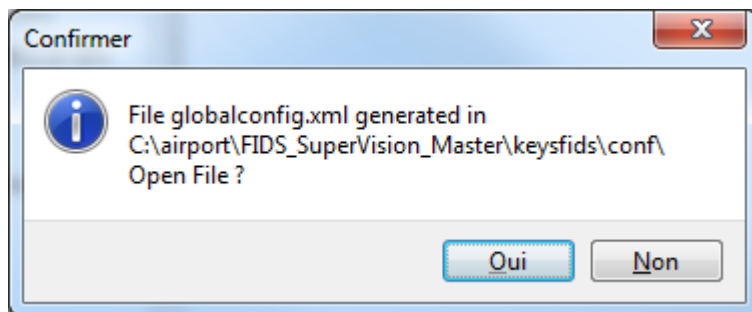 Confirmer
File globalconfig.xml generated in
C:\airport\FIDS_SuperVision_Master\keysfids\conf\
Open File ?
Oui
Non